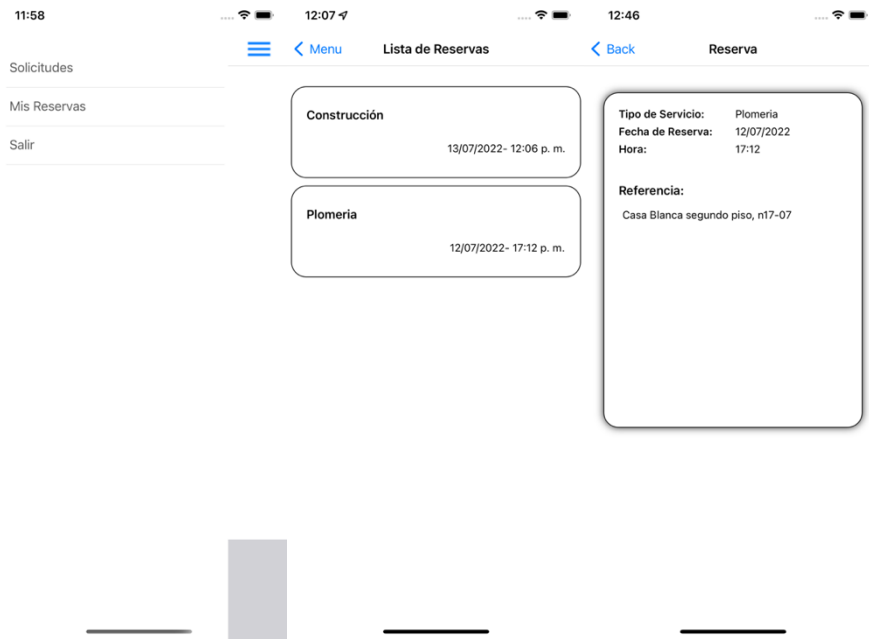 11:58
Solicitudes
Mis Reservas
Salir
12:07
Menu
Lista de Reservas
Construcción
13/07/2022- 12:06 p. m.
Plomeria
12/07/2022- 17:12 p. m.
12:46
Back
Reserva
Tipo de Servicio: Plomeria
Fecha de Reserva: 12/07/2022
Hora: 17:12
Referencia:
Casa Blanca segundo piso, n17-07